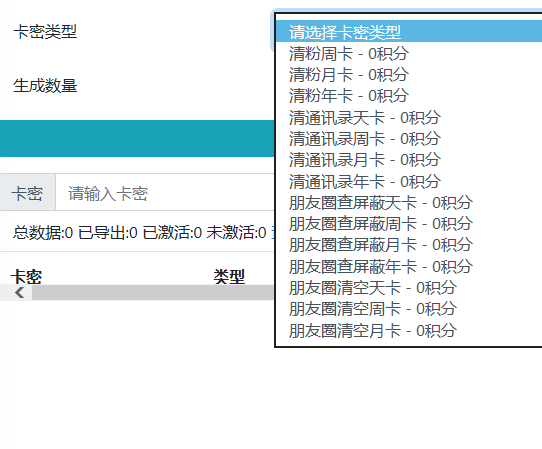 卡密类型
请选择卡密类型
清粉周卡 - 0积分
清粉月卡 - 0积分
清粉年卡 - 0积分
清通讯录天卡 - 0积分
清通讯录周卡 - 0积分
清通讯录月卡 - 0积分
清通讯录年卡 - 0积分
朋友圈查屏蔽天卡 - 0积分
朋友圈查屏蔽周卡 - 0积分
朋友圈查屏蔽月卡 - 0积分
朋友圈查屏蔽年卡 - 0积分
朋友圈清空天卡 - 0积分
朋友圈清空周卡 - 0积分
朋友圈清空月卡 - 0积分
生成数量
卡密 请输入卡密
总数据:0 已导出:0 已激活:0 未激活:0
卡密 类型